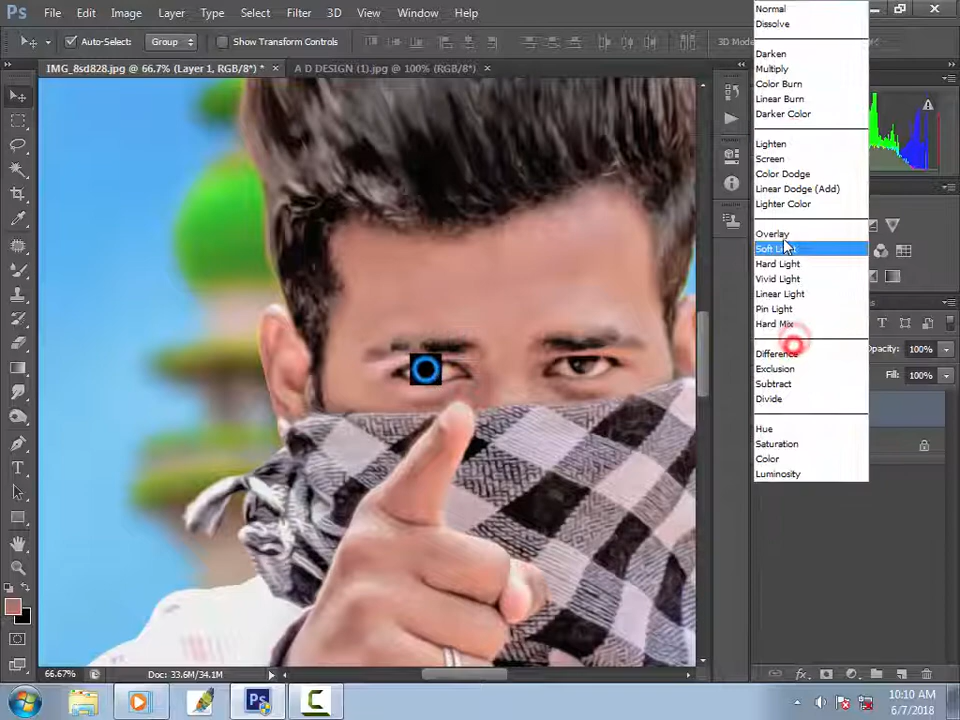 Ps File Edit Image Layer Type Select Filter 3D View Window Help
Auto-Select: Group Show Transform Controls 3D Mode
IMG_8sd828.jpg @ 66.7% (Layer 1, RGB/8*) * × A D DESIGN (1).jpg @ 100% (RGB/8*) ×
Normal
Dissolve
Darken
Multiply
Color Burn
Linear Burn
Darker Color
Lighten
Screen
Color Dodge
Linear Dodge (Add)
Lighter Color
Overlay
Soft Light
Hard Light
Vivid Light
Linear Light
Pin Light
Hard Mix
Difference
Exclusion
Subtract
Divide
Hue
Saturation
Color
Luminosity
Opacity: 100%
Fill: 100%
66.67% Doc: 33.6M/34.1M
10:10 AM
6/7/2018